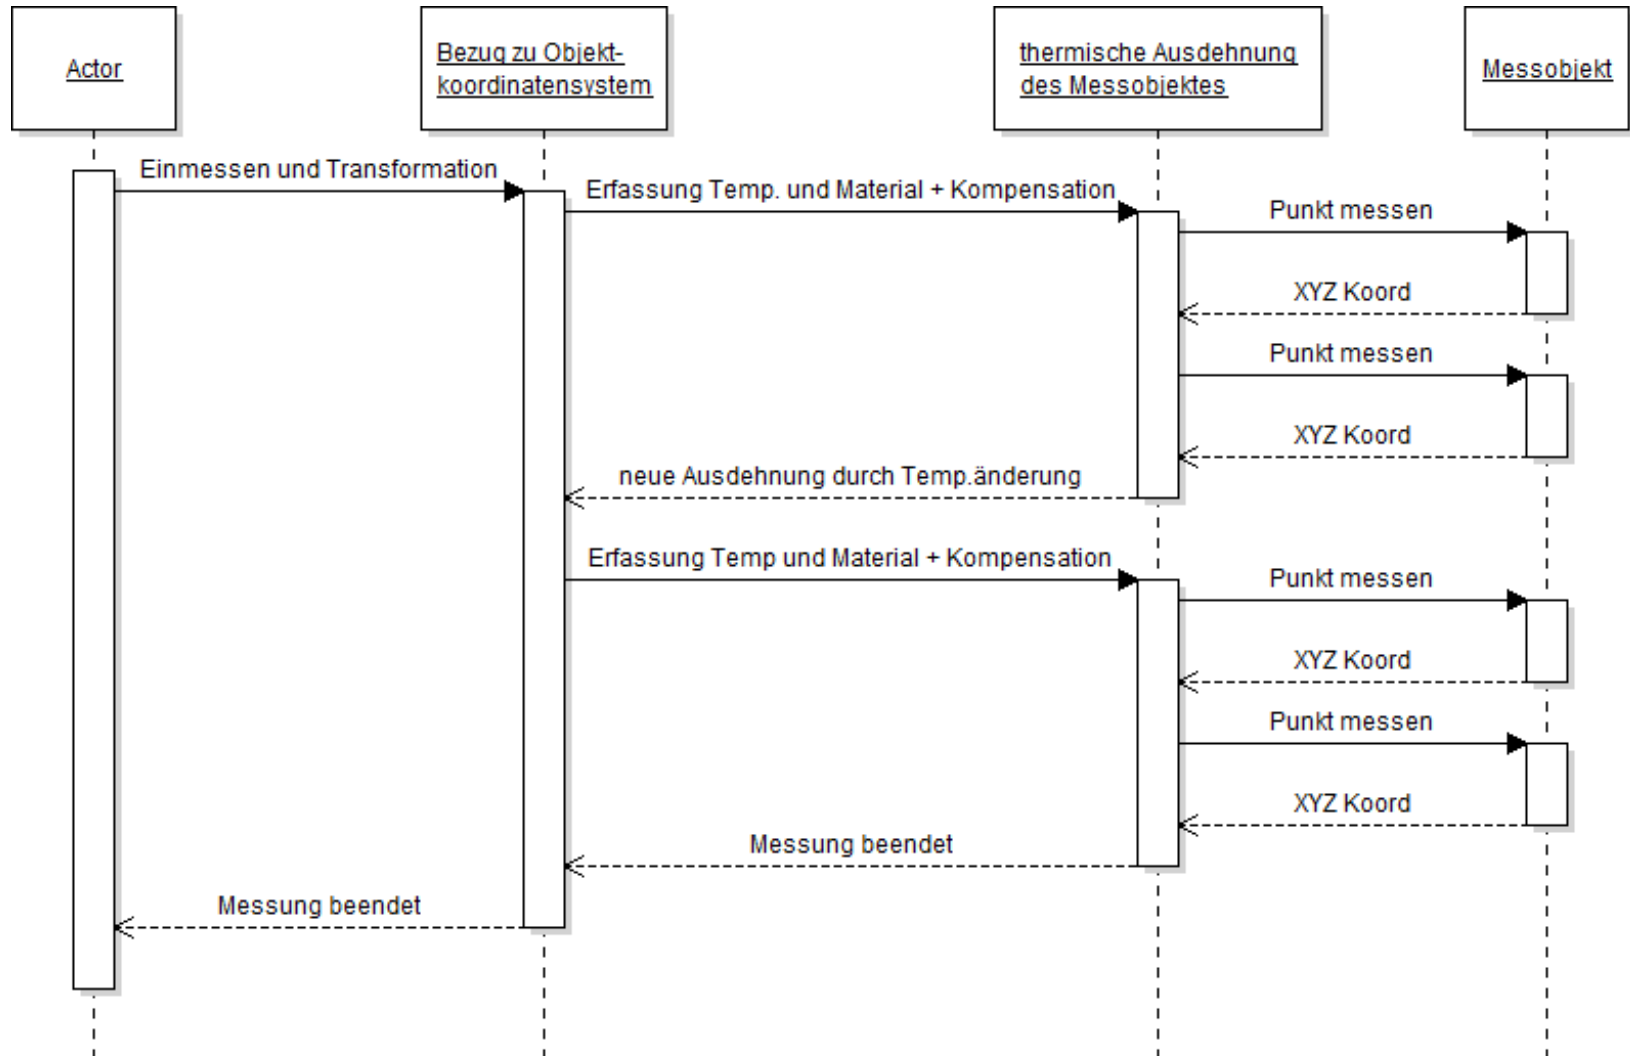 Actor
Bezug zu Objekt-
koordinatensystem
thermische Ausdehnung
des Messobjektes
Messobjekt
Einmessen und Transformation
Erfassung Temp. und Material + Kompensation
Punkt messen
XYZ Koord
Punkt messen
XYZ Koord
neue Ausdehnung durch Temp.änderung
Erfassung Temp und Material + Kompensation
Punkt messen
XYZ Koord
Punkt messen
XYZ Koord
Messung beendet
Messung beendet